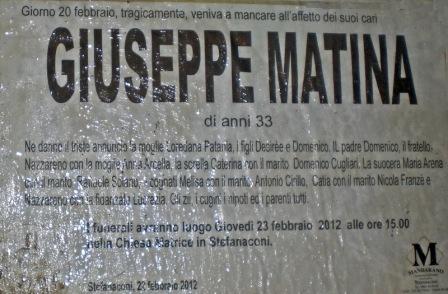 Giorno 20 febbraio, tragicamente, veniva a mancare all'affetto dei suoi cari
GIUSEPPE MATINA
di anni 33
Ne danno il triste annuncio la moglie Loredana Patania, i figli Desirèe e Domenico, IL padre Domenico, il fratello
Nazzareno con la moglie Anna Arcella, la sorella Caterina con il marito Domenico Cugliari, La suocera Maria Arena
con il marito Raffaele Solano, i cognati Melisa con il marito Antonio Cirillo, Catia con il marito Nicola Franzè e
Nazzareno con la fidanzata Lucrezia, Gli zii, i cugini i nipoti ed i parenti tutti.
I funerali avranno luogo Giovedì 23 febbraio 2012 alle ore 15.00
nella Chiesa Matrice in Stefanaconi.
M
MANDARANO
Stefanaconi, 23 febbraio 2012